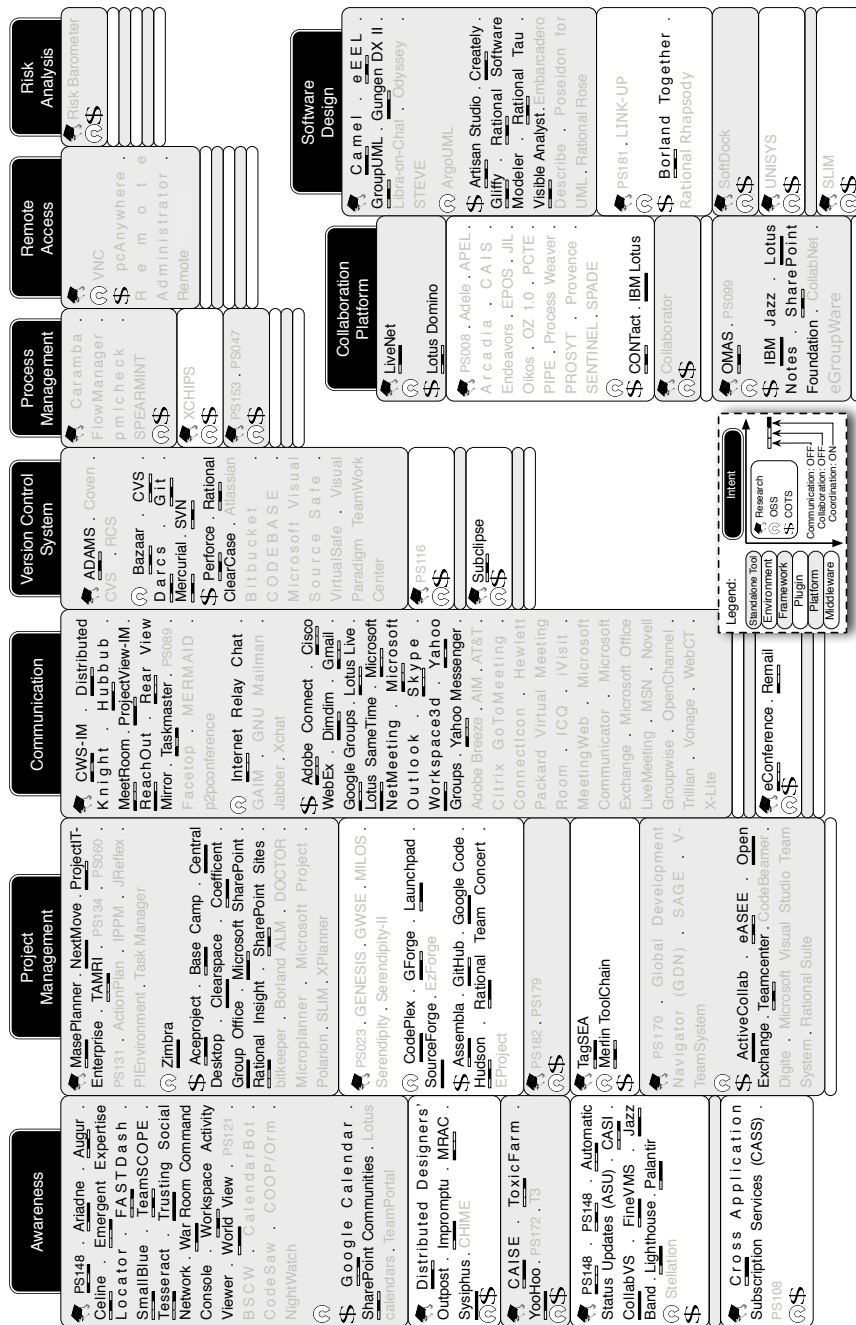 Awareness
PS148 . Ariadne . Augur .
Celine . Emergent Expertise
Locator . FASTDash .
SmallBlue . TeamSCOPE .
Tesseract . Trusting Social
Network . War Room Command
Console . Workspace Activity
Viewer . World View . PS121 .
BSCW . CalendarBot .
CodeSaw . COOP/Orm .
NightWatch
Google Calendar .
SharePoint Communities . Lotus
calendars . TeamPortal
Distributed Designers'
Outpost . Impromptu . MRAC .
Sysiphus . CHIME
CAISE . ToxicFarm .
YooHoo . PS172 . T3
PS148 . PS148 . Automatic
Status Updates (ASU) . CASI .
CollabVS . FineVMS . Jazz
Band . Lighthouse . Palantir
Stellation
Cross Application
Subscription Services (CASS) .
PS108
Project
Management
MasePlanner . NextMove . ProjectIT-
Enterprise . TAMRI . PS134 . PS060 .
PS131 . ActionPlan . IPPM . JReflex .
PIEnvironment . Task Manager
Zimbra
Aceproject . Base Camp . Central
Desktop . Clearspace . Coefficent .
Group Office . Microsoft SharePoint .
Rational Insight . SharePoint Sites .
bitkeeper . Borland ALM . DOCTOR .
Microplanner . Microsoft Project .
Polarion . SLIM . XPlanner
PS023 . GENESIS . GWSE . MILOS .
Serendipity . Serendipity-II
CodePlex . GForge . Launchpad .
SourceForge . EzForge
Assembla . GitHub . Google Code .
Hudson . Rational Team Concert .
EProject
PS182 . PS179
TagSEA
Merlin ToolChain
PS170 . Global Development
Navigator (GDN) . SAGE . V-
TeamSystem
ActiveCollab . eASEE . Open
Exchange . Teamcenter . CodeBeamer .
Digite . Microsoft Visual Studio Team
System . Rational Suite
Communication
CWS-IM . Distributed
Knight . Hubbub .
MeetRoom . ProjectView-IM .
ReachOut . Rear View
Mirror . Taskmaster . PS089 .
Facetop . MERMAID .
p2pconference
Internet Relay Chat .
GAIM . GNU Mailman .
Jabber . Xchat
Adobe Connect . Cisco
WebEx . Dimdim . Gmail .
Google Groups . Lotus Live .
Lotus SameTime . Microsoft
NetMeeting . Microsoft
Outlook . Skype .
Workspace3d . Yahoo
Groups . Yahoo Messenger .
Adobe Breeze . AIM . AT&T .
Citrix GoToMeeting .
ConnectIcon . Hewlett
Packard Virtual Meeting
Room . ICQ . iVisit .
MeetingWeb . Microsoft
Communicator . Microsoft
Exchange . Microsoft Office
LiveMeeting . MSN . Novell
Groupwise . OpenChannel .
Trillian . Vonage . WebCT .
X-Lite
eConference . Remail
Version Control
System
ADAMS . Coven .
CVS . RCS
Bazaar . CVS .
Darcs . Git .
Mercurial . SVN
Perforce . Rational
ClearCase . Atlassian
Bitbucket .
CODEBASE .
Microsoft Visual
Source Safe .
VirtualSafe . Visual
Paradigm TeamWork
Center
PS116
Subclipse
Process
Management
Caramba .
FlowManager .
pmlcheck .
SPEARMINT
XCHIPS
PS153 . PS047
Remote
Access
VNC
pcAnywhere .
Remote
Administrator .
Remote
Risk
Analysis
Risk Barometer
Collaboration
Platform
LiveNet
Lotus Domino
PS008 . Adele . APEL .
Arcadia . CAIS .
Endeavors . EPOS . JIL .
Oikos . OZ 1.0 . PCTE .
PIPE . Process Weaver .
PROSYT . Provence .
SENTINEL . SPADE
CONTact . IBM Lotus
Collaborator
OMAS . PS099
IBM Jazz . Lotus
Notes . SharePoint
Foundation . CollabNet .
eGroupWare
Software
Design
Camel . eEEL .
GroupUML . Gungen DX II .
Libra-on-Chat . Odyssey .
STEVE
ArgoUML
Artisan Studio . Creately .
Gliffy . Rational Software
Modeler . Rational Tau .
Visible Analyst . Embarcadero
Describe . Poseidon for
UML . Rational Rose
PS181 . LINK-UP
Borland Together .
Rational Rhapsody
SoftDock
UNISYS
SLIM
Legend:
Standalone Tool
Environment
Framework
Plugin
Platform
Middleware
Intent
Research
OSS
COTS
Communication: OFF
Collaboration: OFF
Coordination: ON